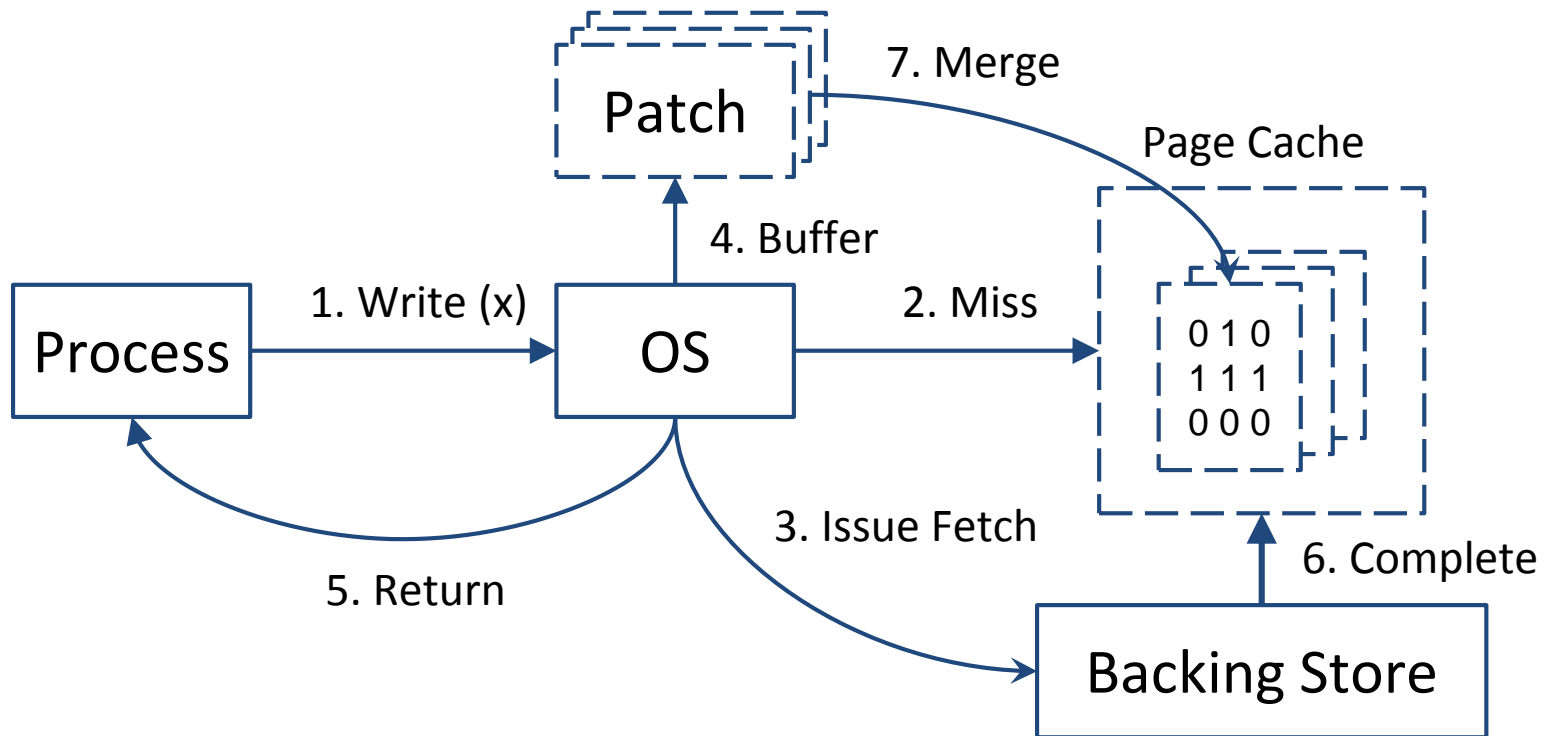 7. Merge
Patch
Page Cache
4. Buffer
1. Write (x)
2. Miss
Process
OS
0 1 0
1 1 1
0 0 0
3. Issue Fetch
6. Complete
5. Return
Backing Store